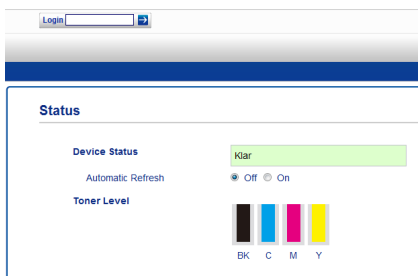 Login
Status
Device Status Klar
Automatic Refresh Off On
Toner Level
BK C M Y